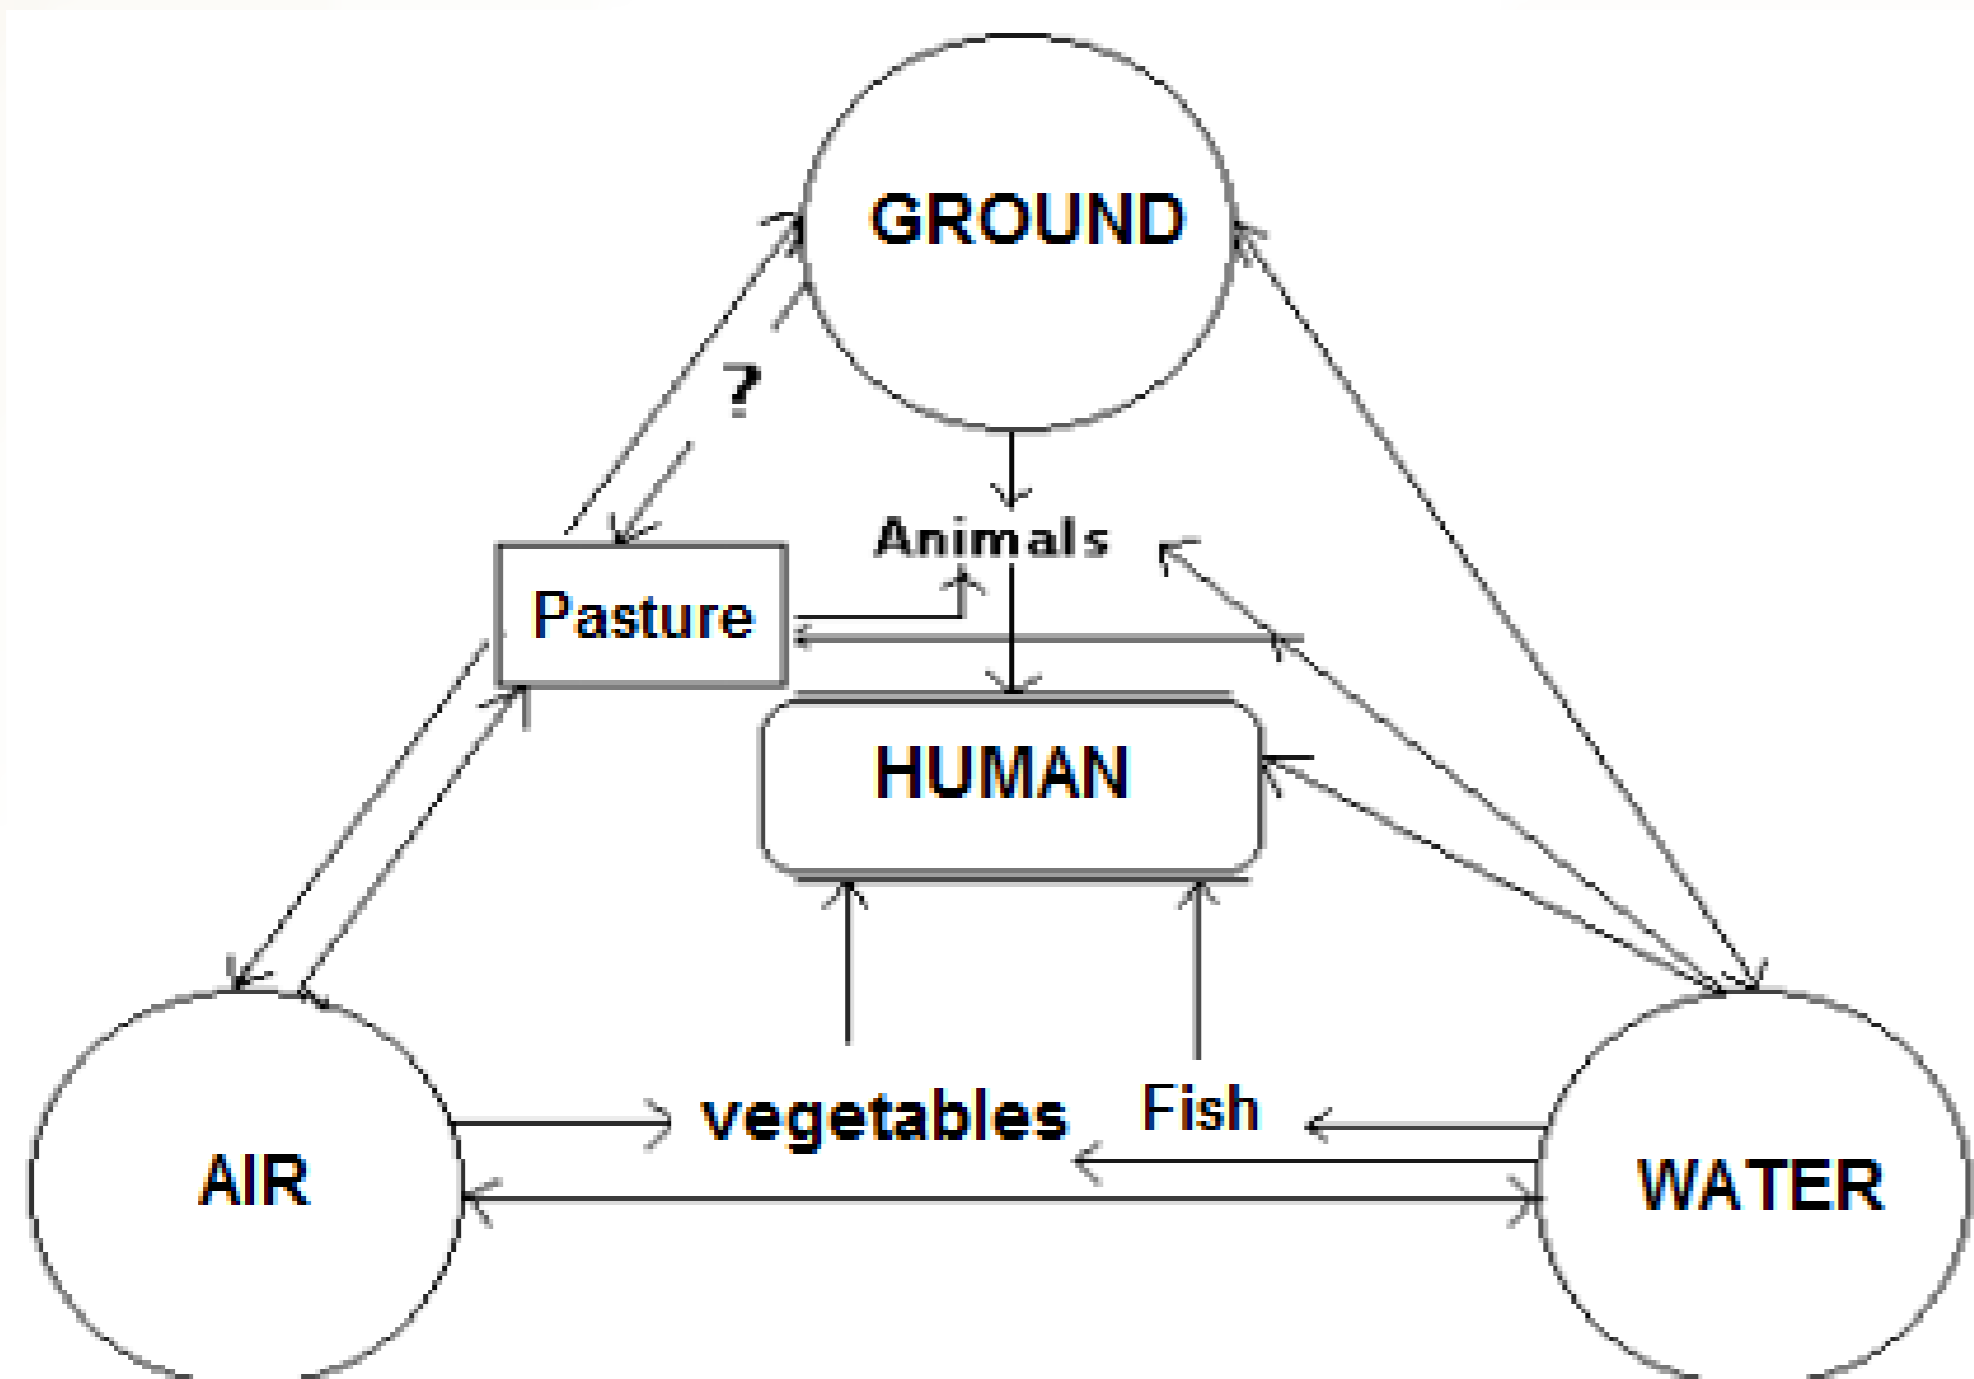 GROUND
?
Animals
Pasture
HUMAN
vegetables
Fish
AIR
WATER